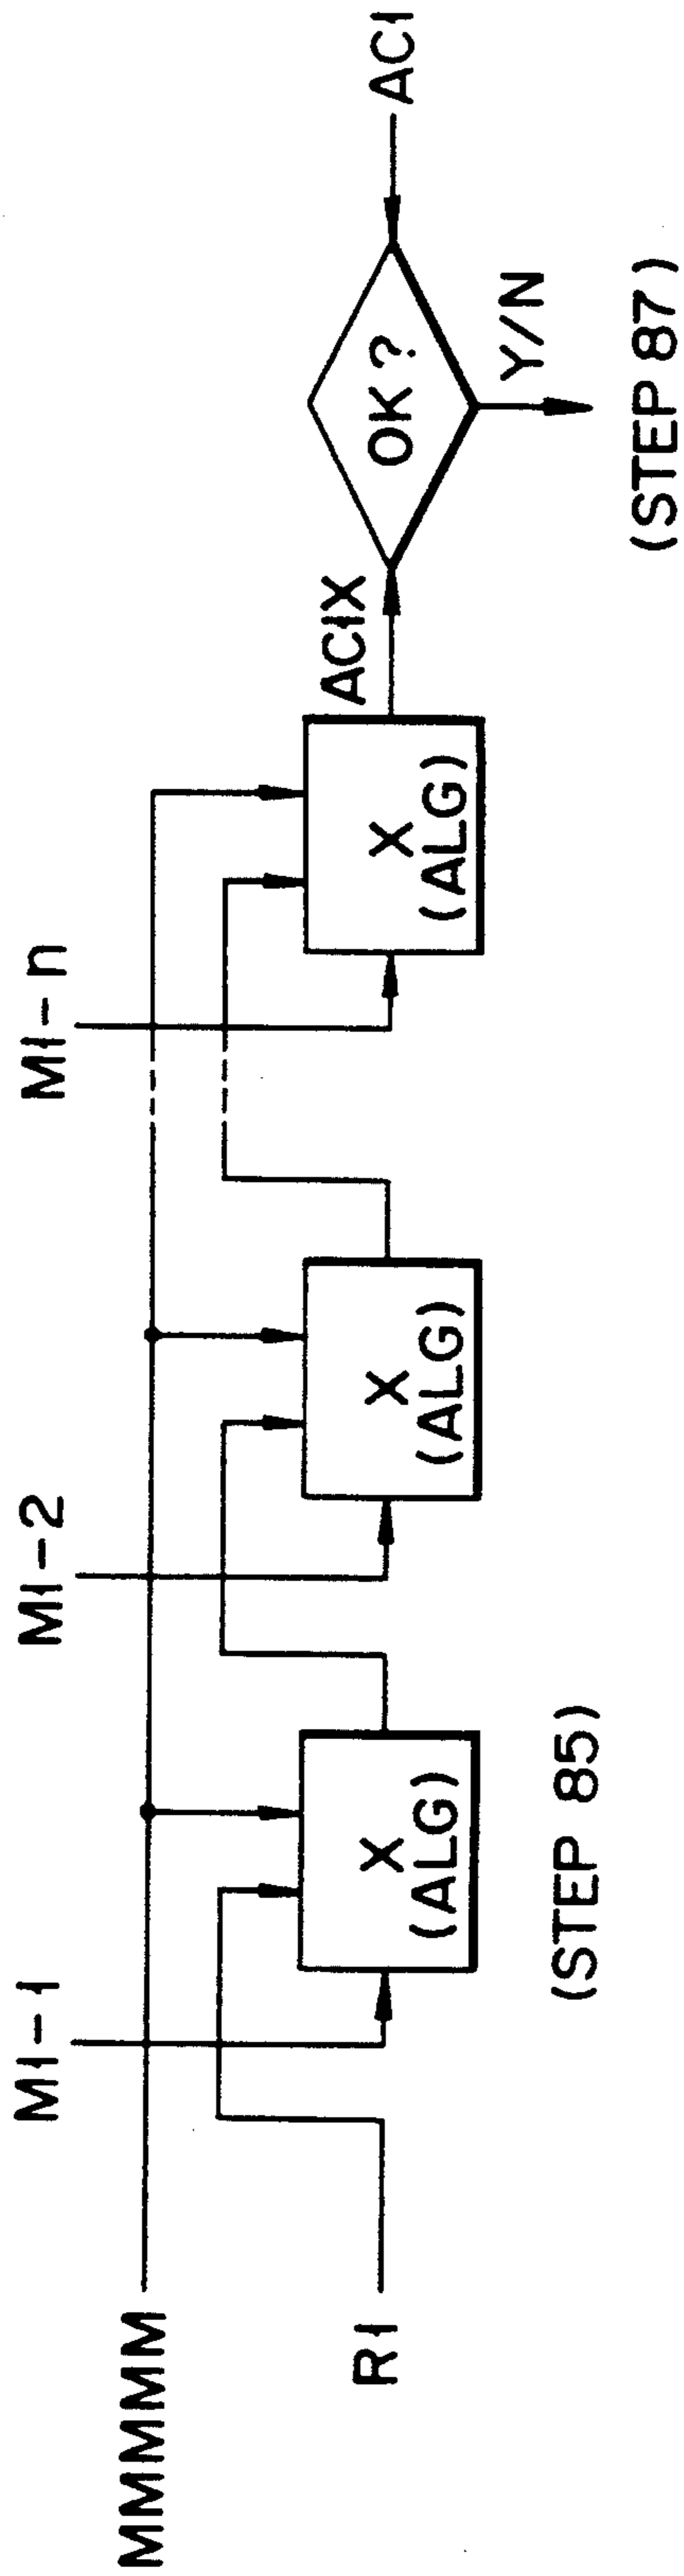 MI-1
MI-2
MI-n
MMMMM
RI
X
(ALG)
X
(ALG)
X
(ALG)
ACIX
OK?
ACI
Y/N
(STEP 85)
(STEP 87)